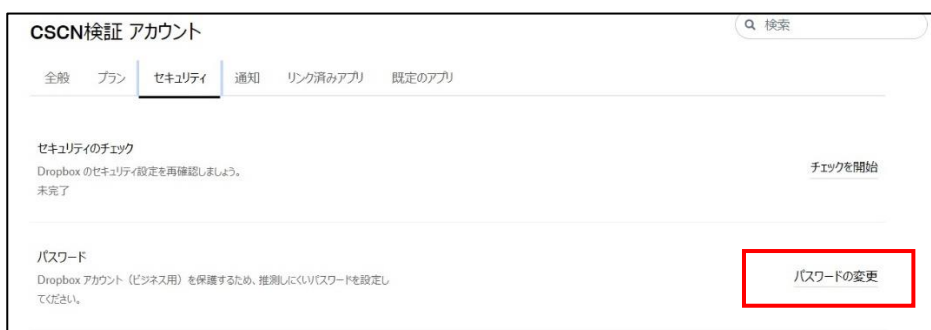 CSCN検証 アカウント
検索
全般 プラン セキュリティ 通知 リンク済みアプリ 既定のアプリ
セキュリティのチェック
Dropbox のセキュリティ設定を再確認しましょう。
未完了
チェックを開始
パスワード
Dropbox アカウント（ビジネス用）を保護するため、推測しにくいパスワードを設定し
てください。
パスワードの変更